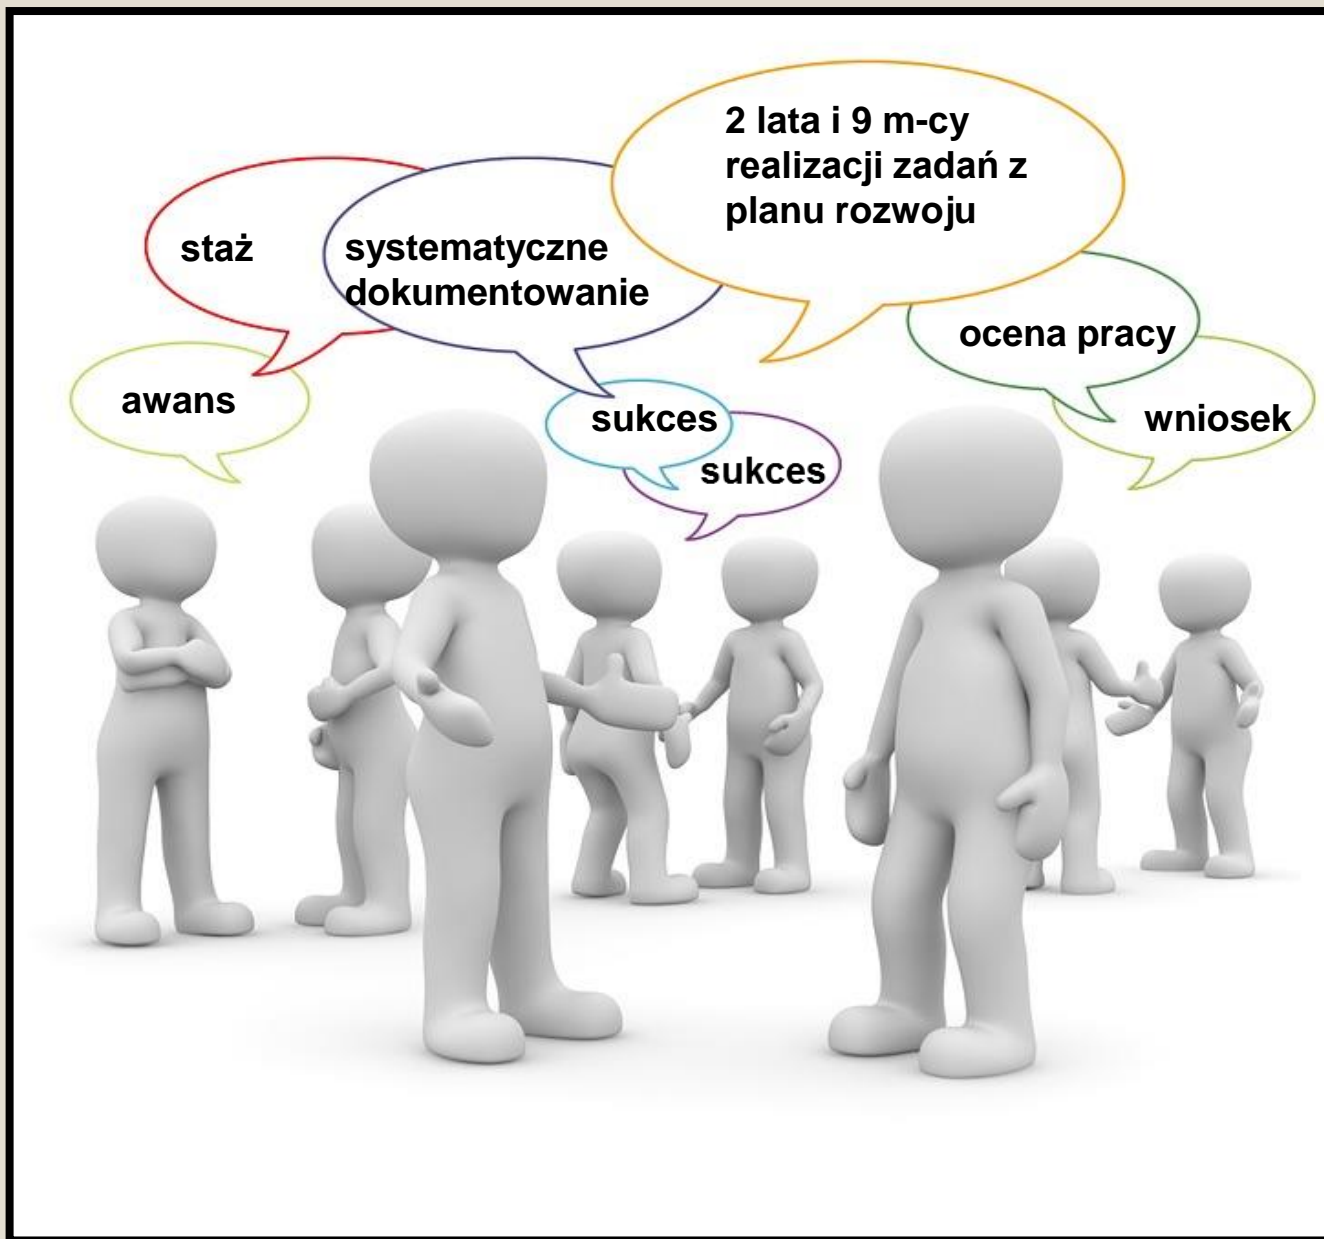 2 lata i 9 m-cy
realizacji zadań z
planu rozwoju
staż
systematyczne
dokumentowanie
ocena pracy
awans
sukces
wniosek
sukces